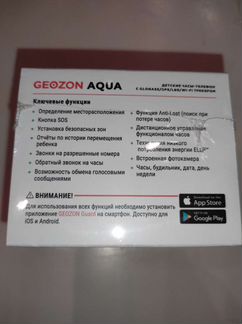 GEOZON AQUA
ДЕТСКИЕ ЧАСЫ-ТЕЛЕФОН
С GLONASS/GPS/LBS/WI-FI ТРЕКЕРОМ
Ключевые функции
• Определение месторасположения
• Кнопка SOS
• Установка безопасных зон
• Отчёты по истории перемещения
ребенка
• Звонки на разрешенные номера
• Обратный звонок на часы
• Возможность обмена голосовыми
сообщениями
• Функция Anti-Lost (поиск при
потере часов)
• Дистанционное управление
функционалом часов
• Технология низкого
потребления энергии ELLP™
• Встроенная фотокамера
• Часы, будильник, дата, день
недели
ВНИМАНИЕ!
Для использования всех функций необходимо установить
приложение GEOZON Guard на смартфон. Доступно для
iOS и Android.
App Store
Google Play